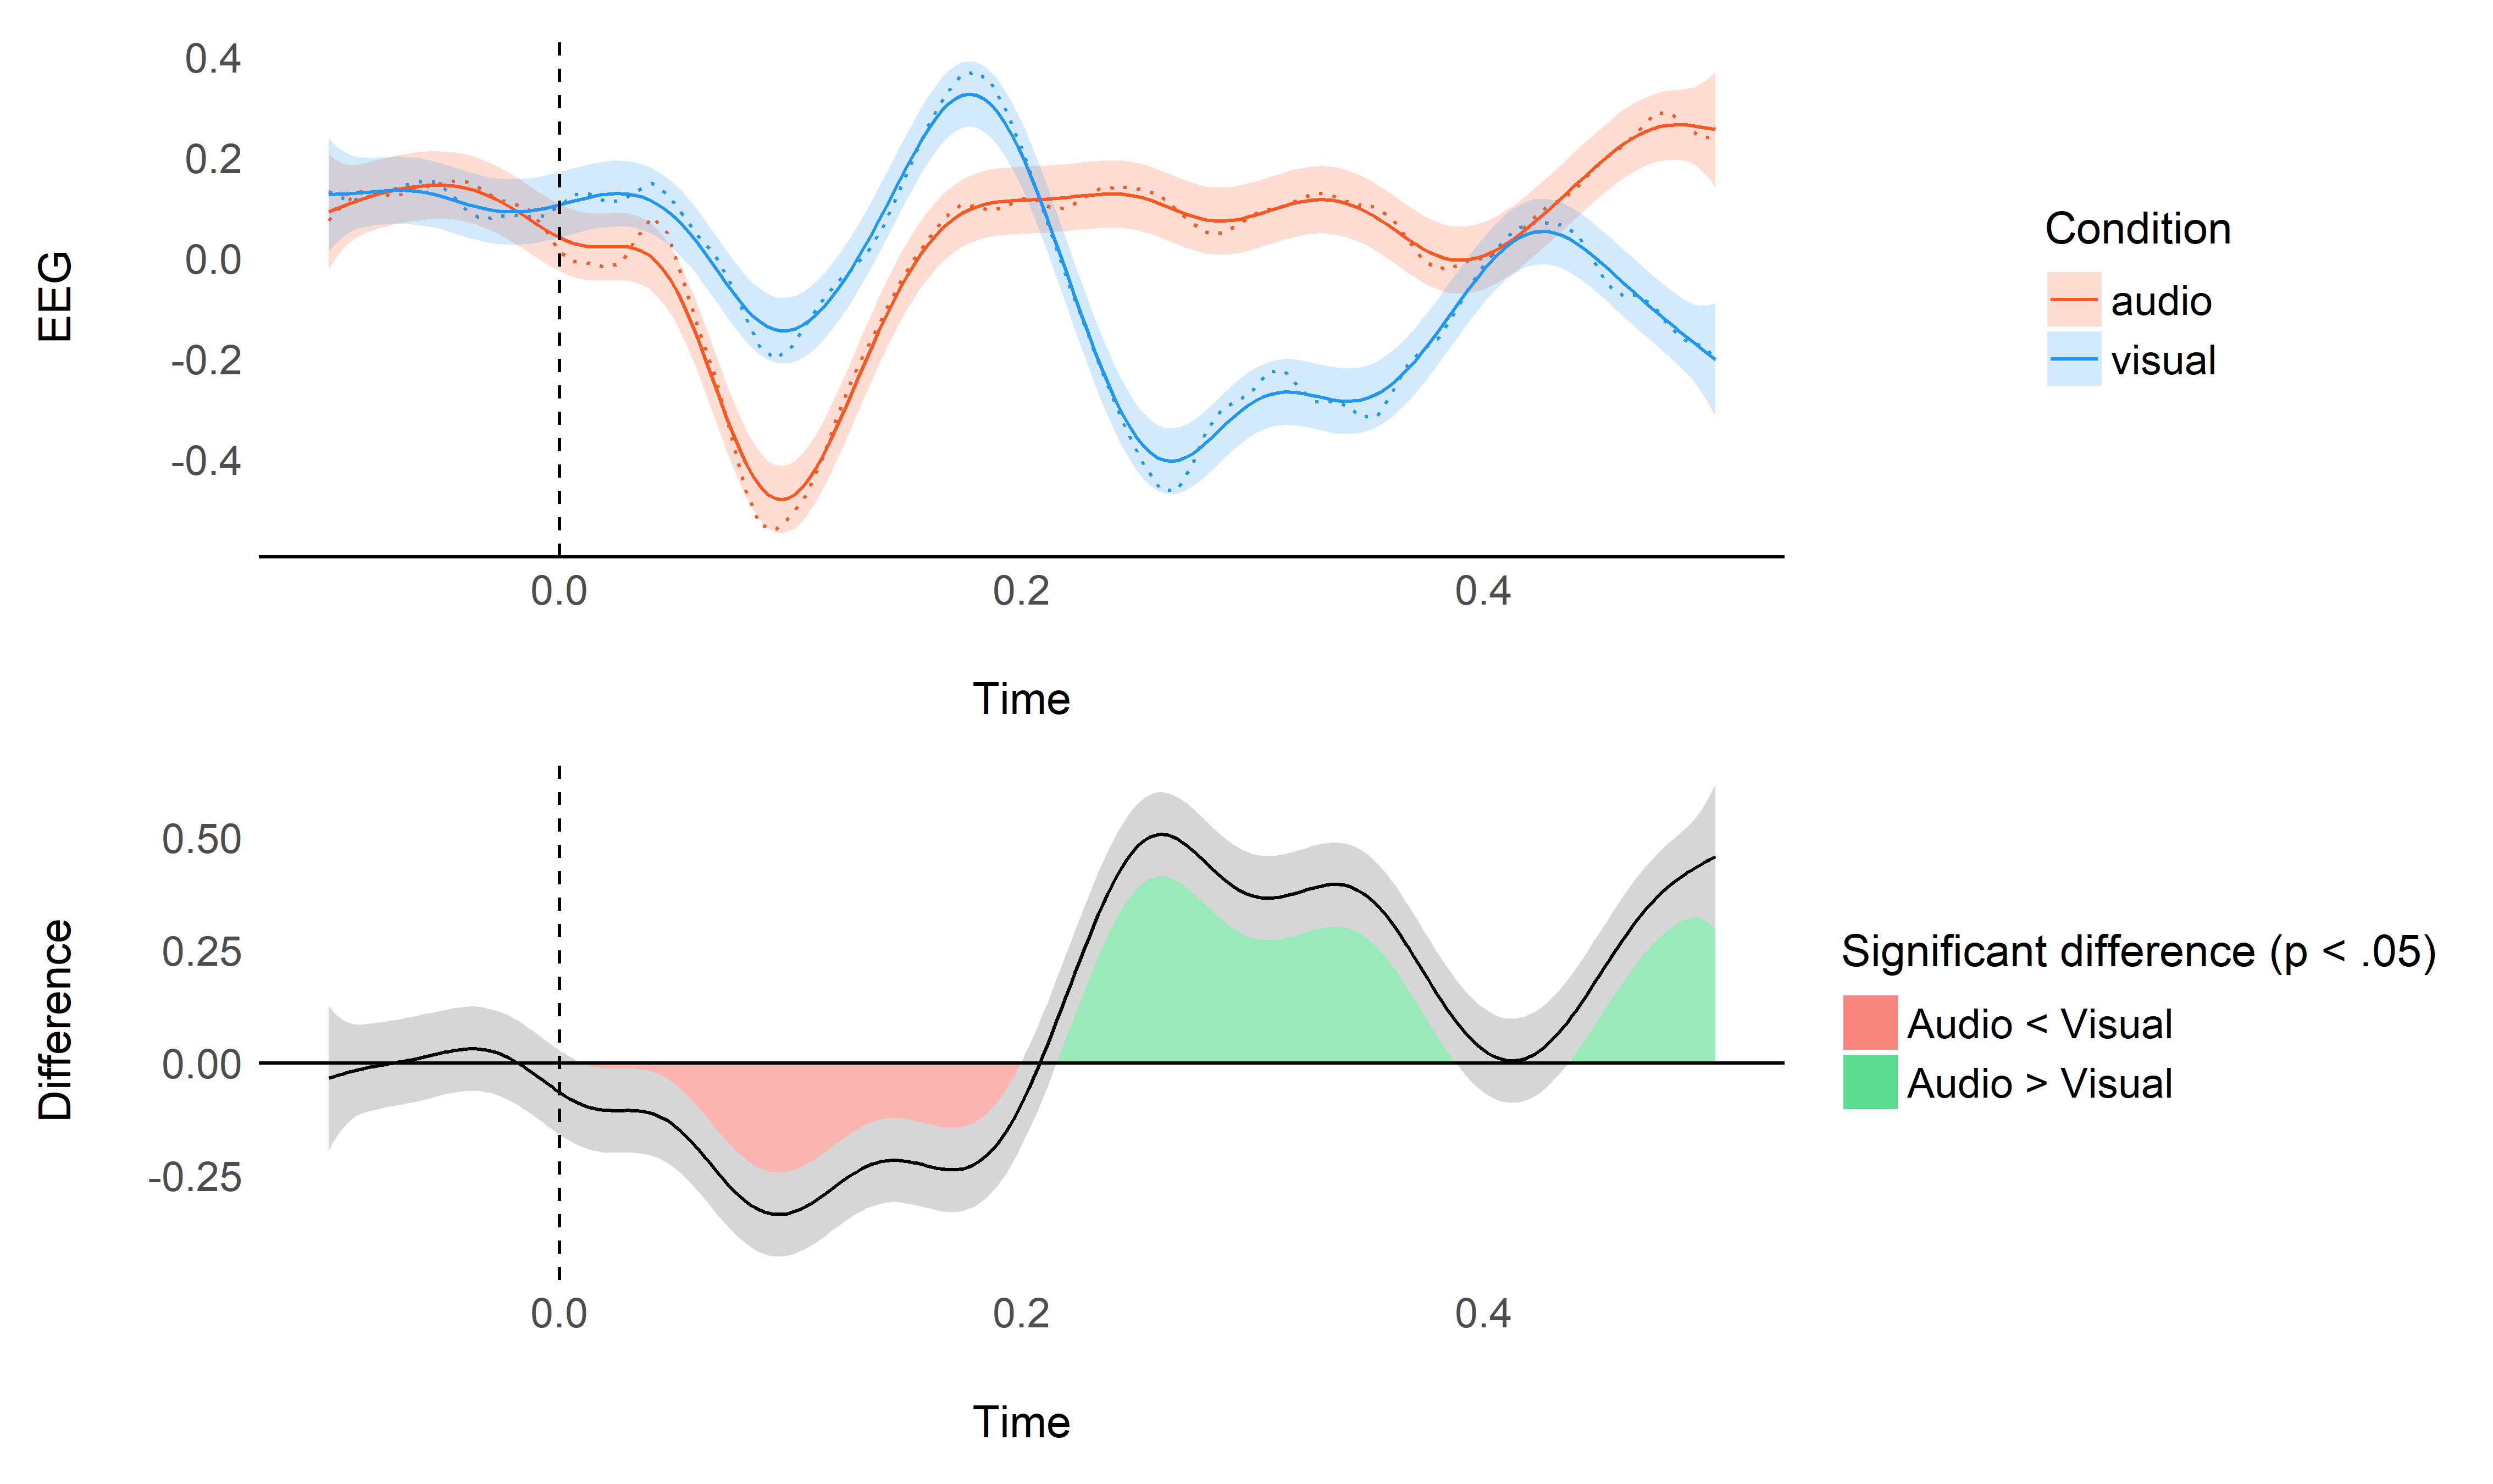 0.4
0.2
0.0
-0.2
-0.4
EEG
0.0 0.2 0.4
Time
Condition
audio
visual
0.50
0.25
0.00
-0.25
Difference
0.0 0.2 0.4
Time
Significant difference (p < .05)
Audio < Visual
Audio > Visual